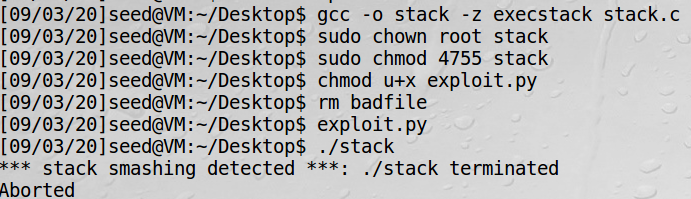 [09/03/20]seed@VM:~/Desktop$ gcc -o stack -z execstack stack.c
[09/03/20]seed@VM:~/Desktop$ sudo chown root stack
[09/03/20]seed@VM:~/Desktop$ sudo chmod 4755 stack
[09/03/20]seed@VM:~/Desktop$ chmod u+x exploit.py
[09/03/20]seed@VM:~/Desktop$ rm badfile
[09/03/20]seed@VM:~/Desktop$ exploit.py
[09/03/20]seed@VM:~/Desktop$ ./stack
*** stack smashing detected ***: ./stack terminated
Aborted